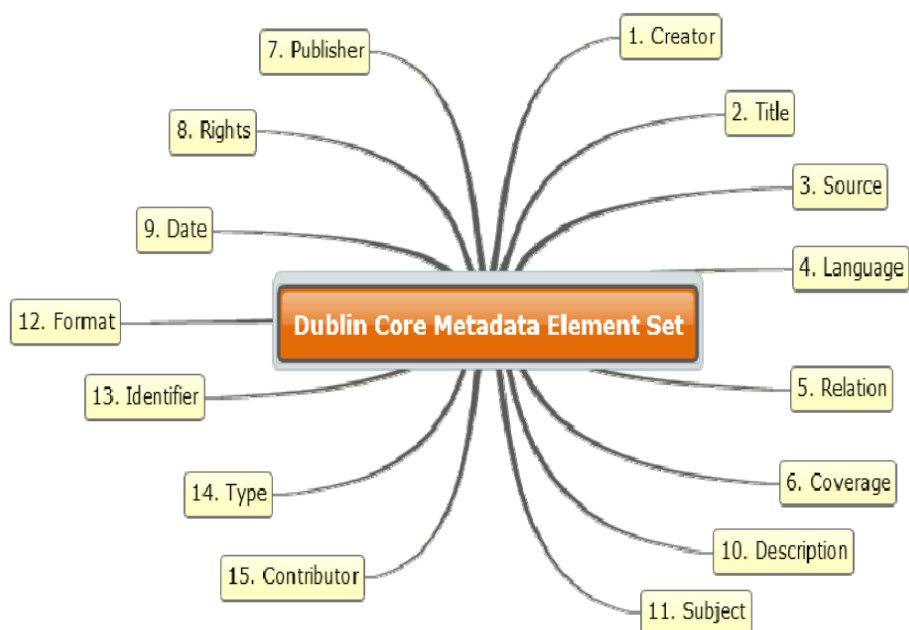 7. Publisher
1. Creator
2. Title
8. Rights
3. Source
9. Date
4. Language
Dublin Core Metadata Element Set
12. Format
13. Identifier
5. Relation
14. Type
6. Coverage
10. Description
15. Contributor
11. Subject